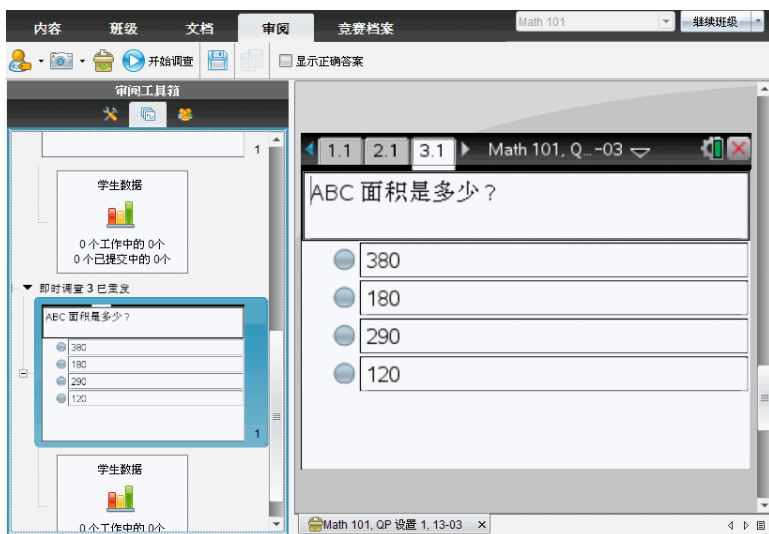 内容 班级 文档 审阅 竞赛档案 Math 101 继续班级
开始调查 显示正确答案
审阅工具箱
1
学生数据
0个工作中的 0个
0个已提交中的 0个
即时调查 3 已重发
ABC 面积是多少？
380
180
290
120
1
学生数据
0个工作中的 0个
1.1 2.1 3.1 Math 101, Q...-03
ABC 面积是多少？
380
180
290
120
Math 101, QP 设置 1, 13-03